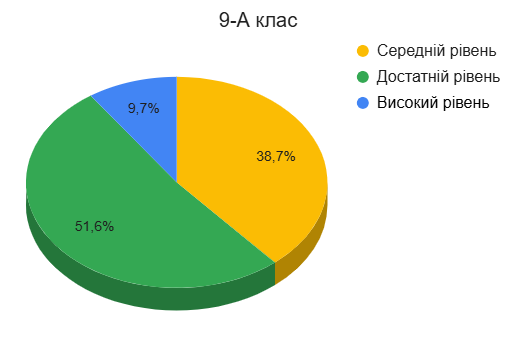 9-А клас
Середній рівень
Достатній рівень
Високий рівень
9,7%
38,7%
51,6%